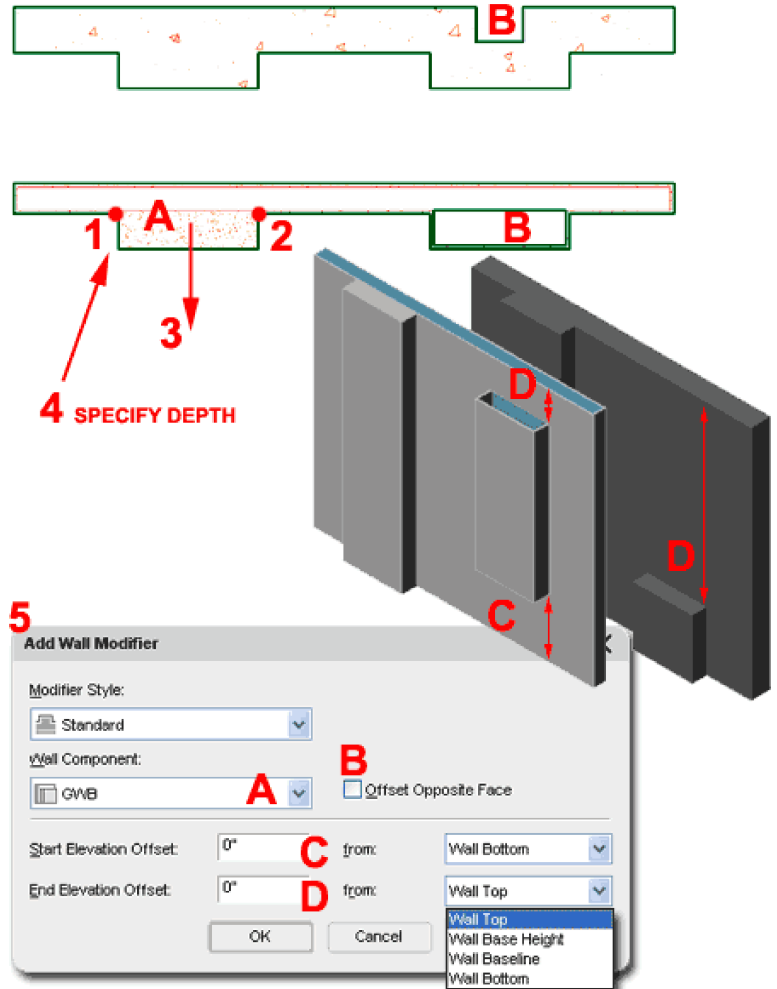 B
A
B
1
2
3
4 SPECIFY DEPTH
D
D
C
5
Add Wall Modifier
Modifier Style:
Standard
Wall Component:
B
GWB
A
Offset Opposite Face
Start Elevation Offset:
0"
C
from:
Wall Bottom
End Elevation Offset:
0"
D
from:
Wall Top
OK
Cancel
Wall Top
Wall Base Height
Wall Baseline
Wall Bottom